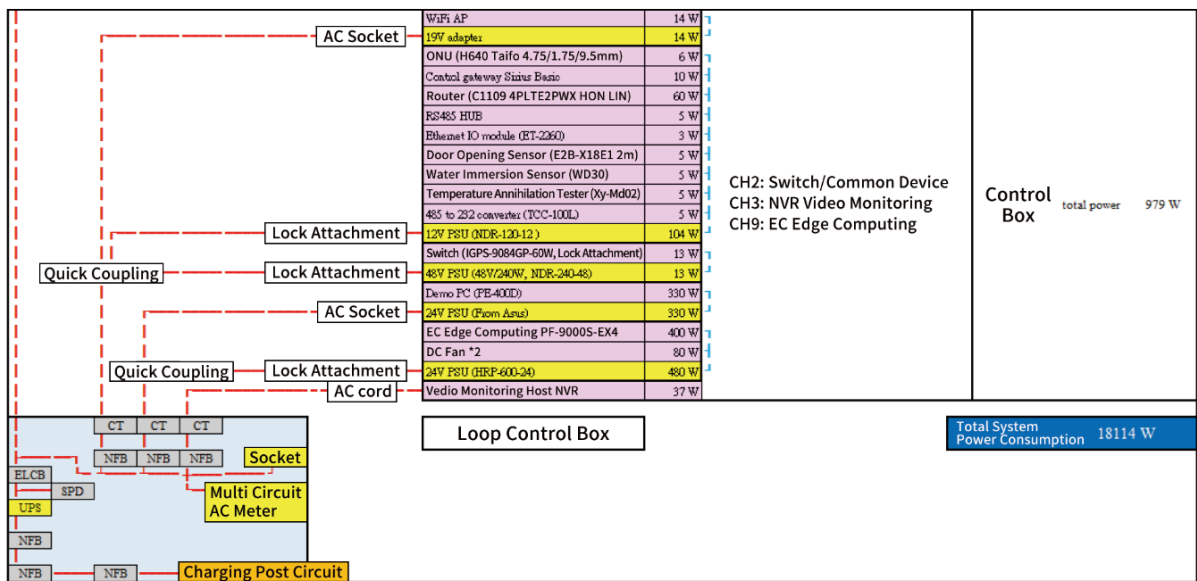 WiFi AP 14 W
AC Socket 19V adapter 14 W
ONU (H640 Taifo 4.75/1.75/9.5mm) 6 W
Control gateway Sirius Basic 10 W
Router (C1109 4PLTE2PWX HON LIN) 60 W
RS485 HUB 5 W
Ethernet IO module (ET-2260) 3 W
Door Opening Sensor (E2B-X18E1 2m) 5 W
Water Immersion Sensor (WD30) 5 W
Temperature Annihilation Tester (Xy-Md02) 5 W
485 to 232 converter (TCC-100L) 5 W
Lock Attachment 12V PSU (NDR-120-12 ) 104 W
Switch (IGPS-9084GP-60W, Lock Attachment) 13 W
Quick Coupling Lock Attachment 48V PSU (48V/240W, NDR-240-48) 13 W
Demo PC (PE-400D) 330 W
AC Socket 24V PSU (From Asus) 330 W
EC Edge Computing PF-9000S-EX4 400 W
DC Fan *2 80 W
Quick Coupling Lock Attachment 24V PSU (HRP-600-24) 480 W
AC cord Vedio Monitoring Host NVR 37 W
CH2: Switch/Common Device
CH3: NVR Video Monitoring
CH9: EC Edge Computing
Control
Box
total power 979 W
CT CT CT
Loop Control Box
Total System
Power Consumption 18114 W
NFB NFB NFB Socket
ELCB
SPD
Multi Circuit
AC Meter
UPS
NFB
NFB NFB Charging Post Circuit